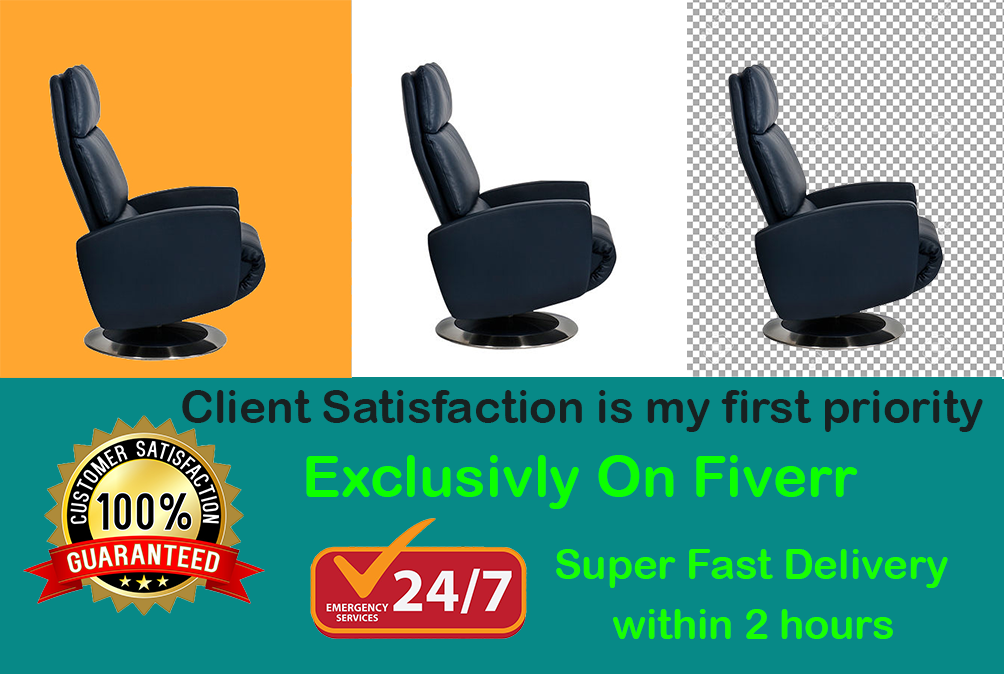 Client Satisfaction is my first priority
CUSTOMER SATISFACTION
100%
GUARANTEED
Exclusivly On Fiverr
EMERGENCY
SERVICES
24/7
Super Fast Delivery
within 2 hours